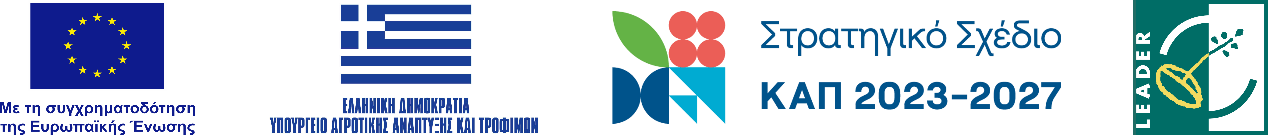 Με τη συγχρηματοδότηση
της Ευρωπαϊκής Ένωσης
ΕΛΛΗΝΙΚΗ ΔΗΜΟΚΡΑΤΙΑ
ΥΠΟΥΡΓΕΙΟ ΑΓΡΟΤΙΚΗΣ ΑΝΑΠΤΥΞΗΣ ΚΑΙ ΤΡΟΦΙΜΩΝ
Στρατηγικό Σχέδιο
ΚΑΠ 2023-2027
LEADER